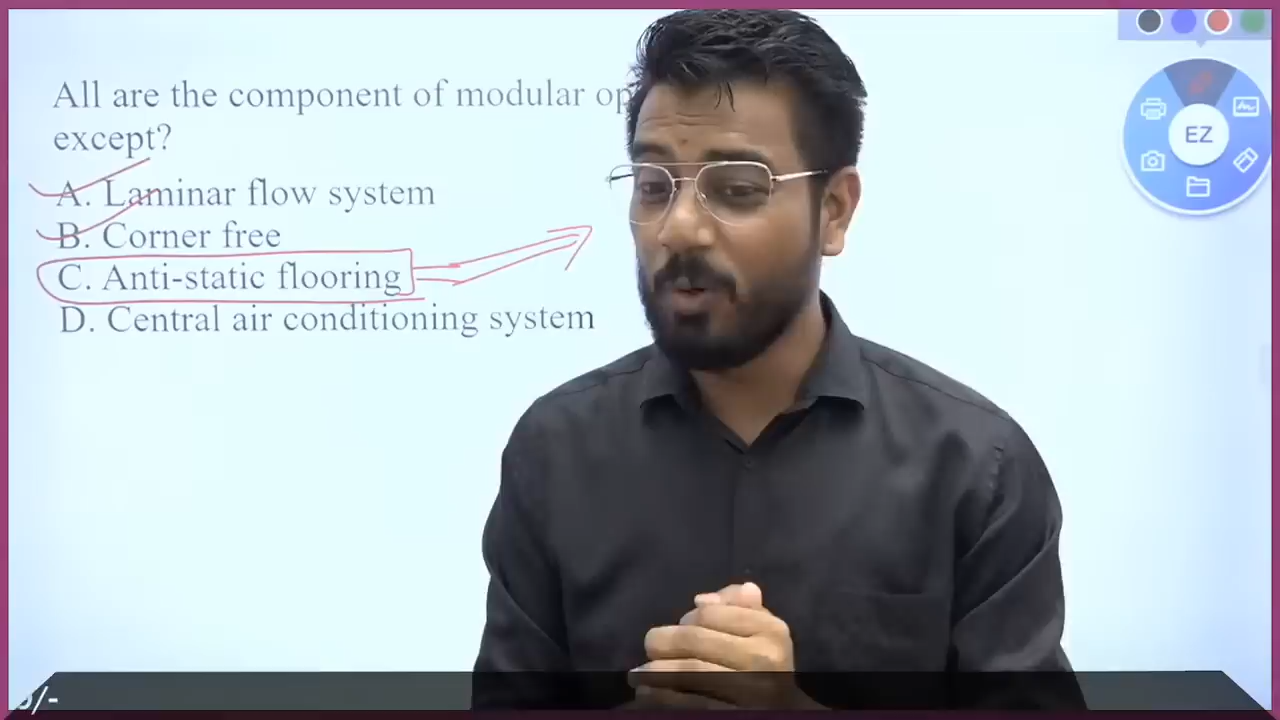 All are the component of modular
except?
A. Laminar flow system
B. Corner free
C. Anti-static flooring
D. Central air conditioning system
EZ
/-